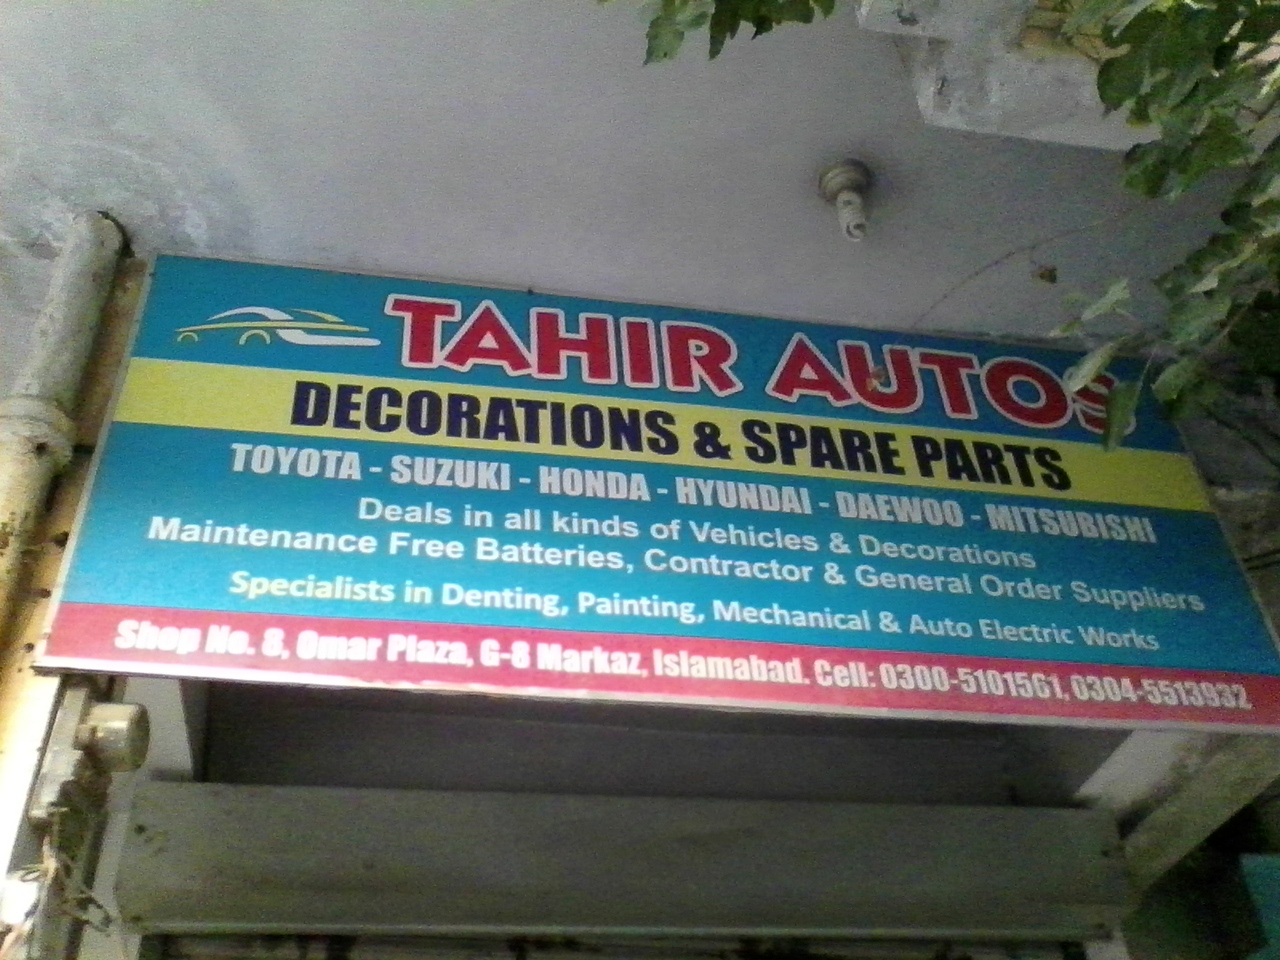 TAHIR AUTOS
DECORATIONS & SPARE PARTS
TOYOTA - SUZUKI - HONDA - HYUNDAI - DAEWOO - MITSUBISHI
Deals in all kinds of Vehicles & Decorations
Maintenance Free Batteries, Contractor & General Order Suppliers
Specialists in Denting, Painting, Mechanical & Auto Electric Works
Shop No. 8, Omar Plaza, G-8 Markaz, Islamabad. Cell: 0300-5101561, 0304-5513932